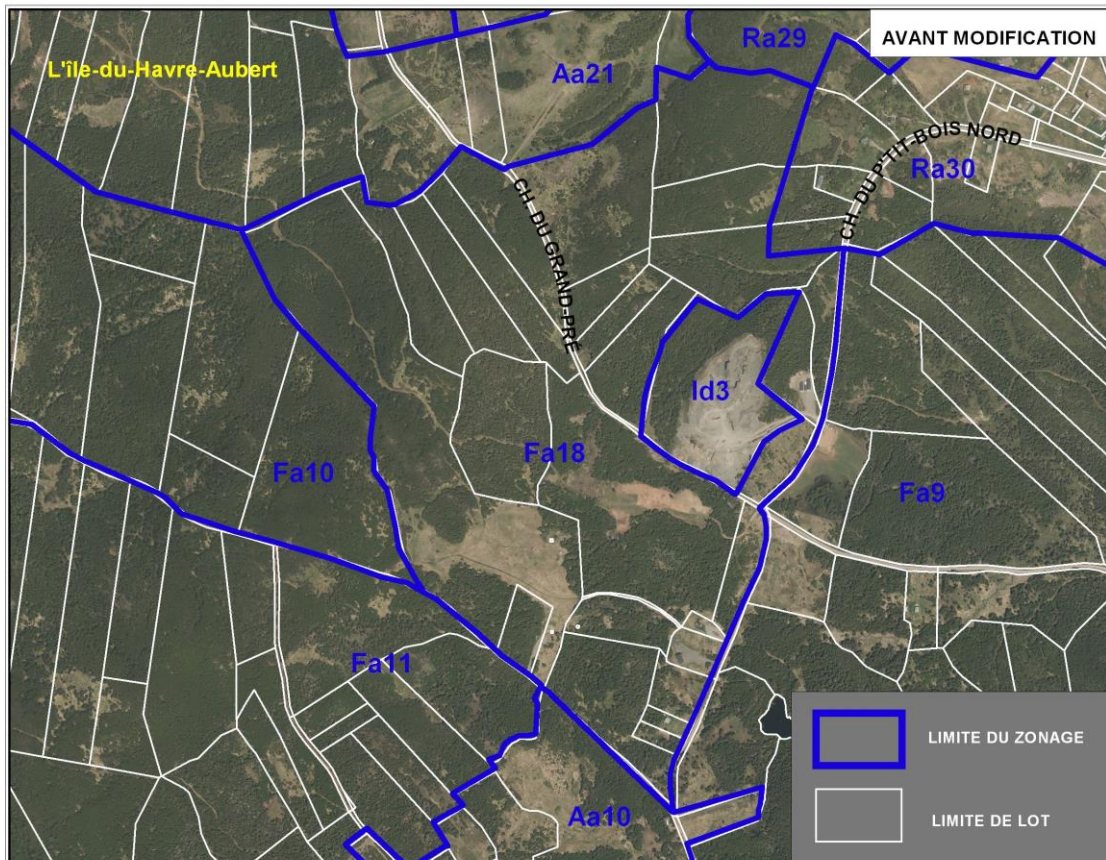 AVANT MODIFICATION
L'île-du-Havre-Aubert
Ra29
Aa21
CH. DU P'TIT-BOIS NORD
Ra30
CH. DU GRAND-PRÉ
Id3
Fa18
Fa10
Fa9
Fa11
Aa10
LIMITE DU ZONAGE
LIMITE DE LOT